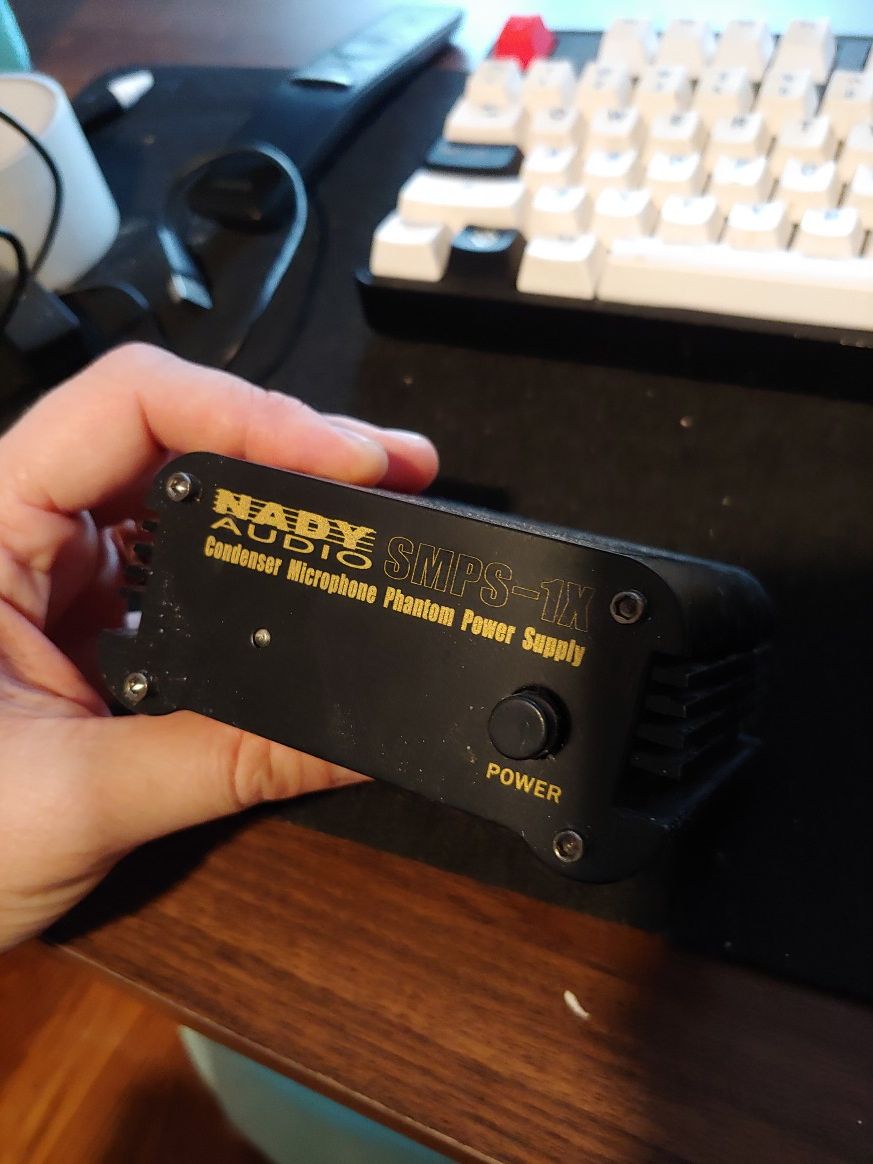 NADY
AUDIO SMPS-1X
Condenser Microphone Phantom Power Supply
POWER